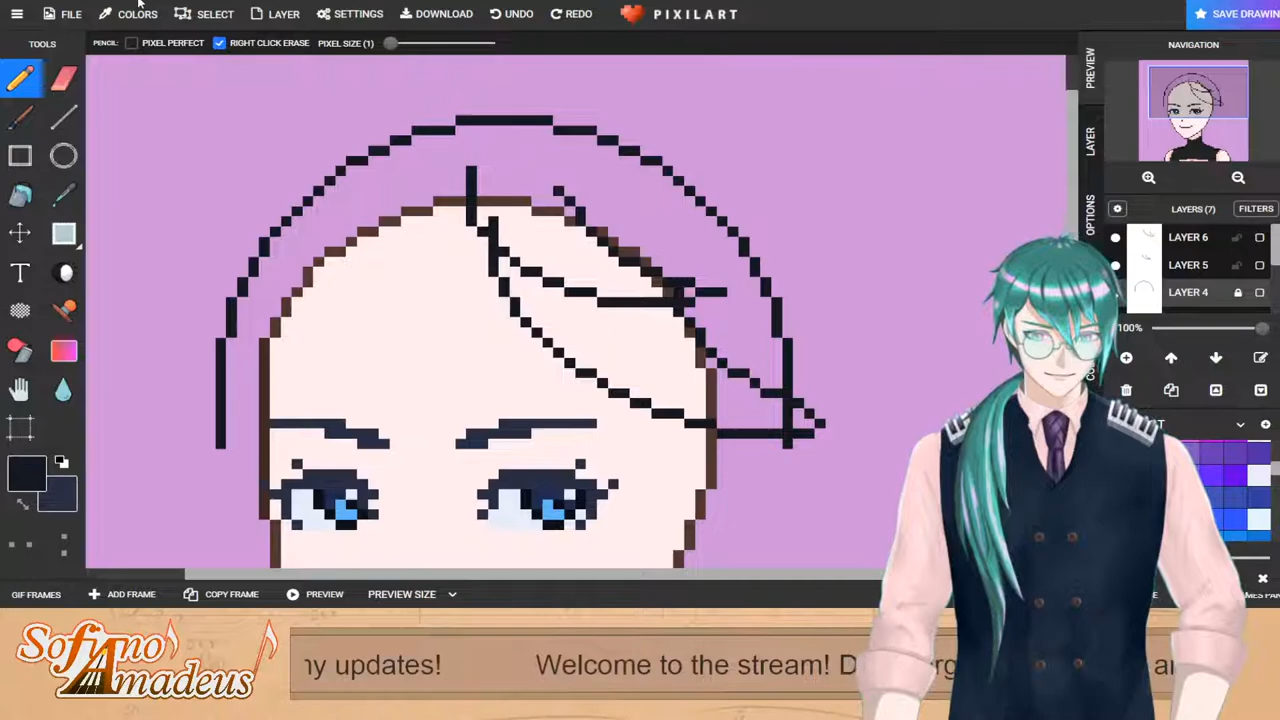 FILE COLORS SELECT LAYER SETTINGS DOWNLOAD UNDO REDO PIXILART SAVE DRAWIN
TOOLS PENCIL: PIXEL PERFECT RIGHT CLICK ERASE PIXEL SIZE (1) NAVIGATION
PREVIEW
LAYER
OPTIONS
LAYERS (7) FILTERS
LAYER 6
LAYER 5
LAYER 4
100%
T
GIF FRAMES ADD FRAME COPY FRAME PREVIEW PREVIEW SIZE
Sofiano
Amadeus
ny updates! Welcome to the stream! D